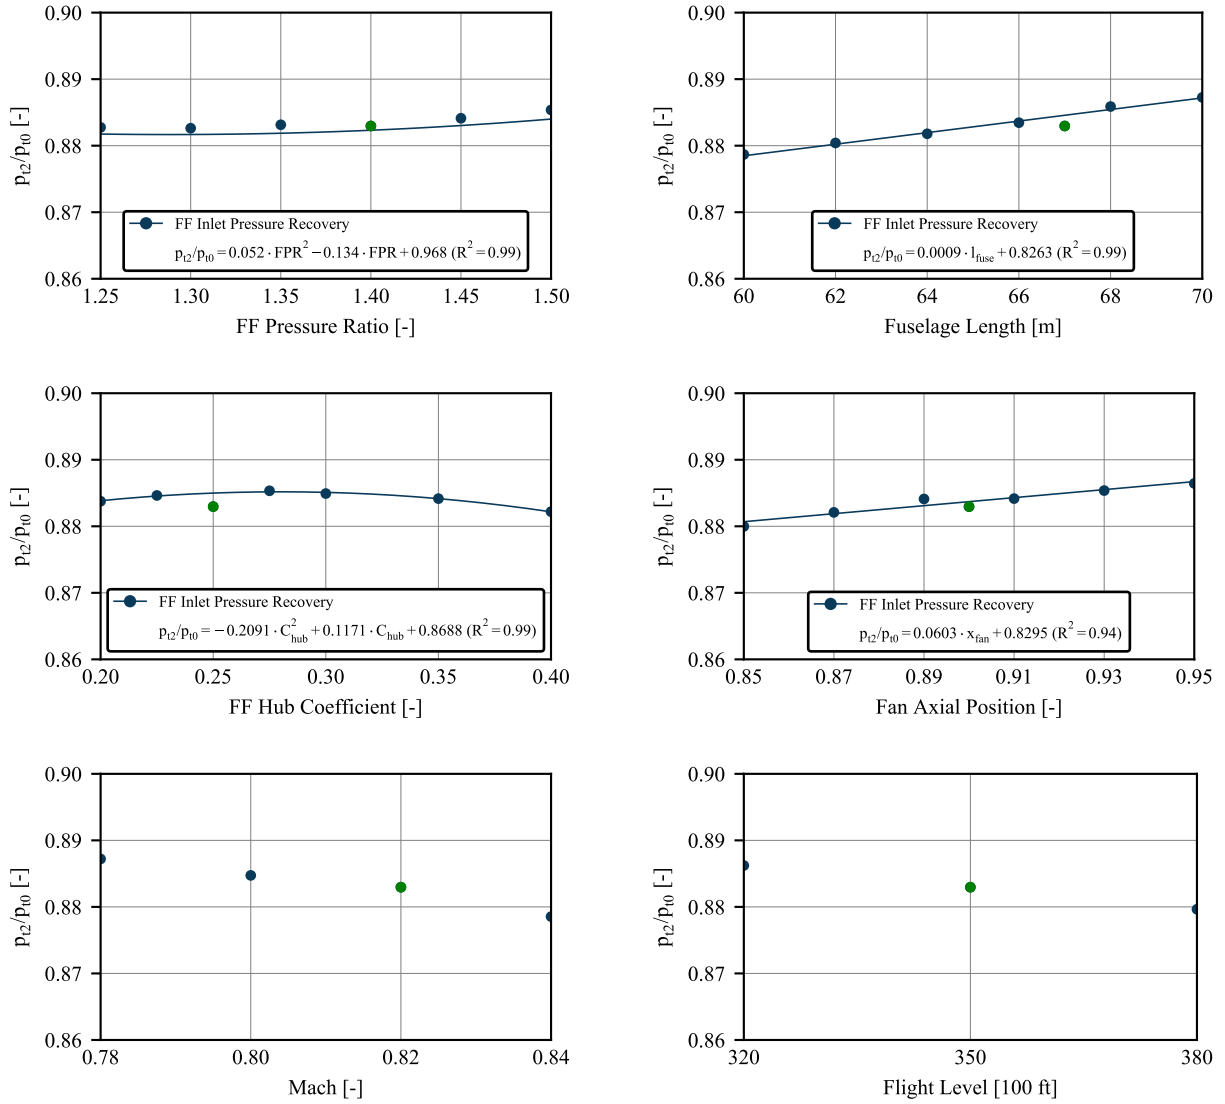 0.90
0.89
0.88
0.87
0.86
p_t2/p_t0 [-]
FF Inlet Pressure Recovery
p_t2/p_t0 = 0.052 · FPR² − 0.134 · FPR + 0.968 (R² = 0.99)
1.25 1.30 1.35 1.40 1.45 1.50
FF Pressure Ratio [-]
0.90
0.89
0.88
0.87
0.86
p_t2/p_t0 [-]
FF Inlet Pressure Recovery
p_t2/p_t0 = 0.0009 · l_fuse + 0.8263 (R² = 0.99)
60 62 64 66 68 70
Fuselage Length [m]
0.90
0.89
0.88
0.87
0.86
p_t2/p_t0 [-]
FF Inlet Pressure Recovery
p_t2/p_t0 = −0.2091 · C²_hub + 0.1171 · C_hub + 0.8688 (R² = 0.99)
0.20 0.25 0.30 0.35 0.40
FF Hub Coefficient [-]
0.90
0.89
0.88
0.87
0.86
p_t2/p_t0 [-]
FF Inlet Pressure Recovery
p_t2/p_t0 = 0.0603 · x_fan + 0.8295 (R² = 0.94)
0.85 0.87 0.89 0.91 0.93 0.95
Fan Axial Position [-]
0.90
0.89
0.88
0.87
0.86
p_t2/p_t0 [-]
0.78 0.80 0.82 0.84
Mach [-]
0.90
0.89
0.88
0.87
0.86
p_t2/p_t0 [-]
320 350 380
Flight Level [100 ft]